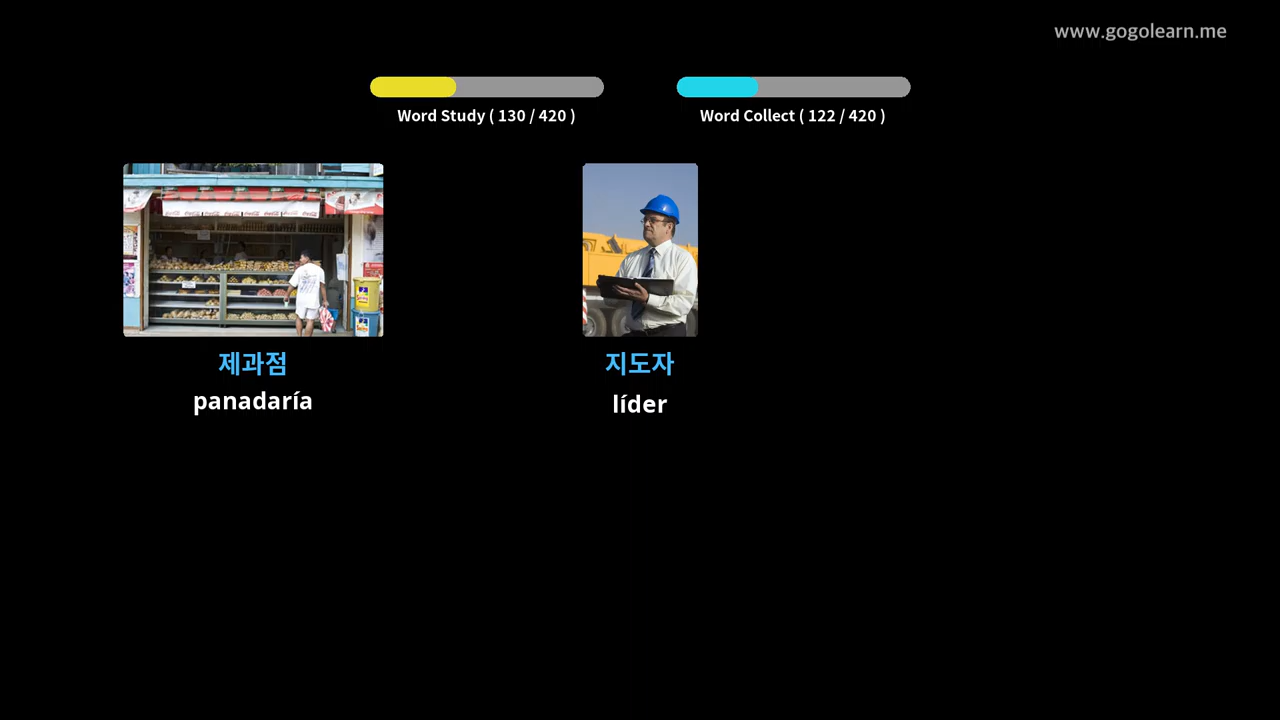 www.gogolearn.me
Word Study ( 130 / 420 )
Word Collect ( 122 / 420 )
제과점
panadaría
지도자
líder